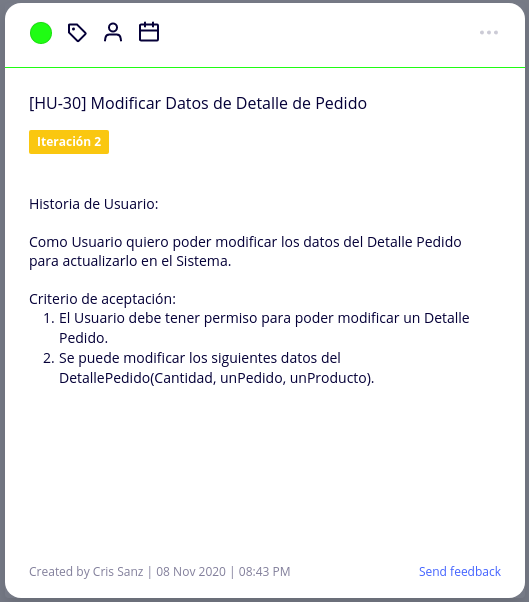 [HU-30] Modificar Datos de Detalle de Pedido
Iteración 2
Historia de Usuario:
Como Usuario quiero poder modificar los datos del Detalle Pedido
para actualizarlo en el Sistema.
Criterio de aceptación:
1. El Usuario debe tener permiso para poder modificar un Detalle
Pedido.
2. Se puede modificar los siguientes datos del
DetallePedido(Cantidad, unPedido, unProducto).
Created by Cris Sanz | 08 Nov 2020 | 08:43 PM
Send feedback